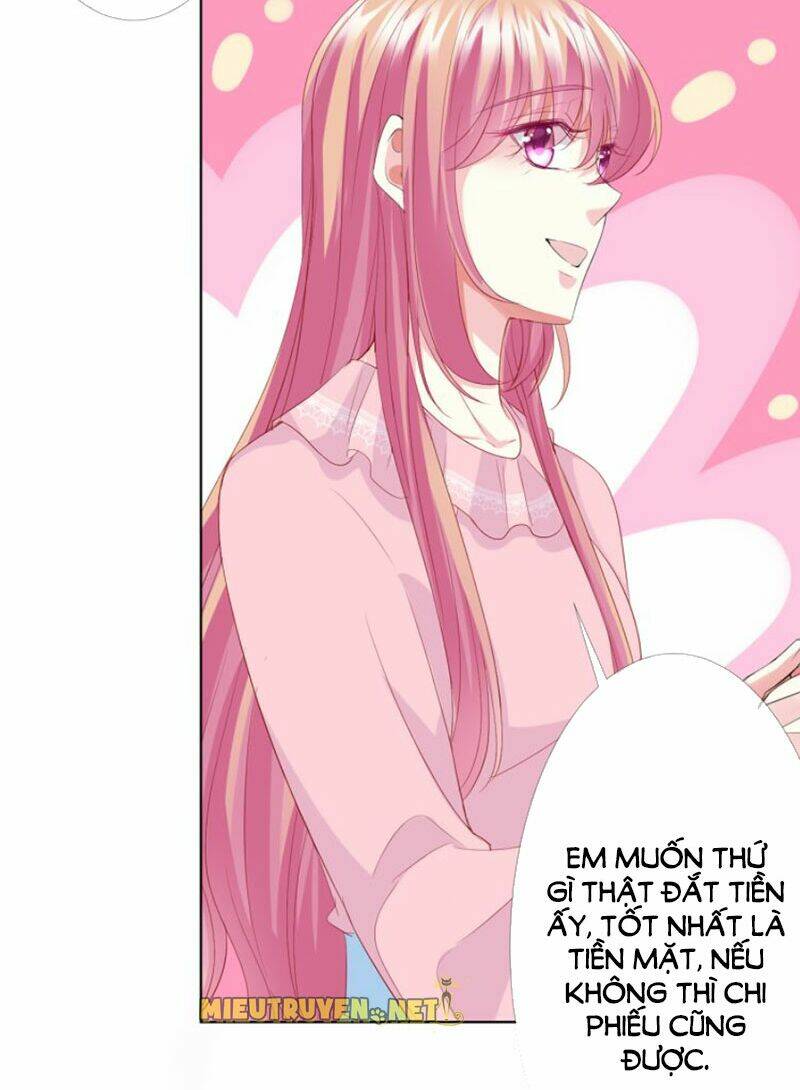 EM MUỐN THỨ
GÌ THẬT ĐẮT TIỀN
ẤY, TỐT NHẤT LÀ
TIỀN MẶT, NẾU
KHÔNG THÌ CHI
PHIẾU CŨNG
ĐƯỢC.
MIEUTRUYEN.NET